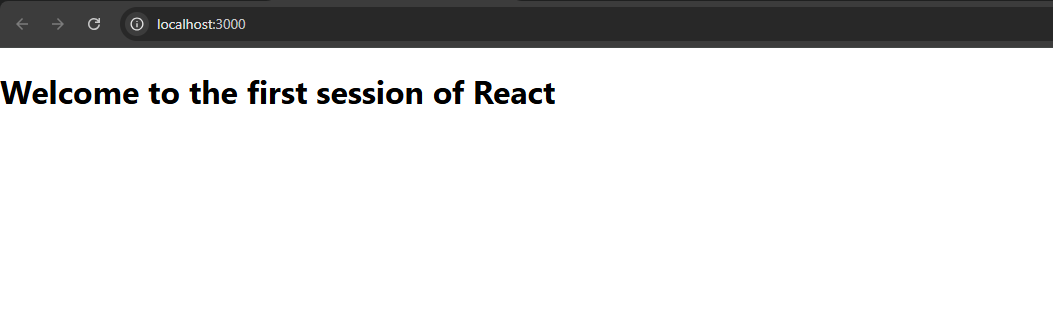 localhost:3000
Welcome to the first session of React